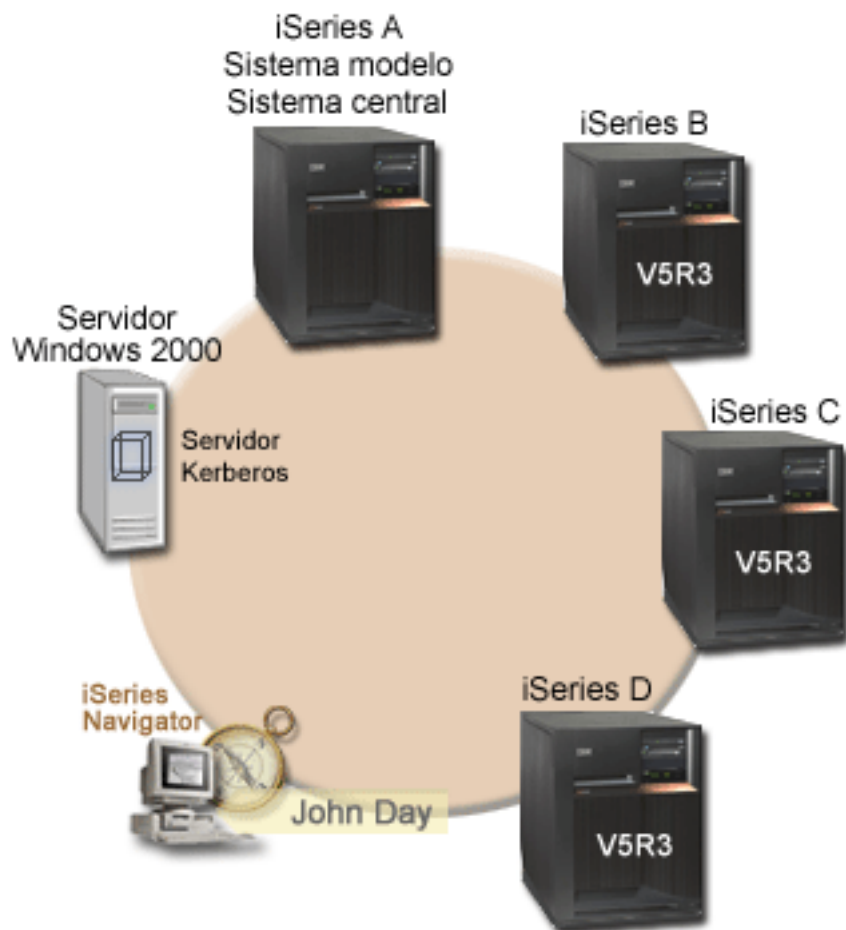 iSeries A
Sistema modelo
Sistema central
iSeries B
V5R3
Servidor
Windows 2000
iSeries C
Servidor
Kerberos
V5R3
iSeries D
iSeries
Navigator
John Day
V5R3